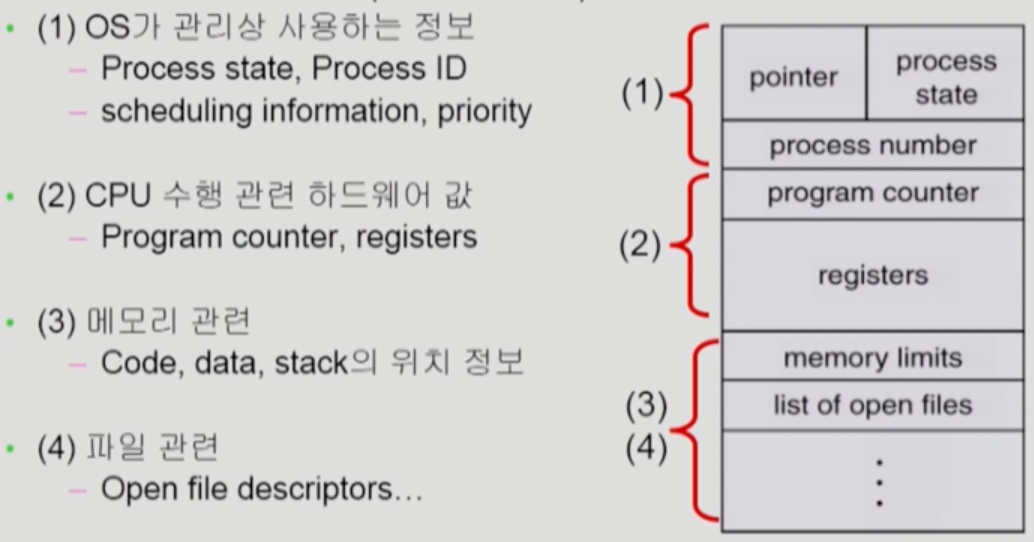 (1) OS가 관리상 사용하는 정보
– Process state, Process ID
– scheduling information, priority
(2) CPU 수행 관련 하드웨어 값
– Program counter, registers
(3) 메모리 관련
– Code, data, stack의 위치 정보
(4) 파일 관련
– Open file descriptors…
(1)
pointer
process
state
process number
(2)
program counter
registers
(3)
(4)
memory limits
list of open files